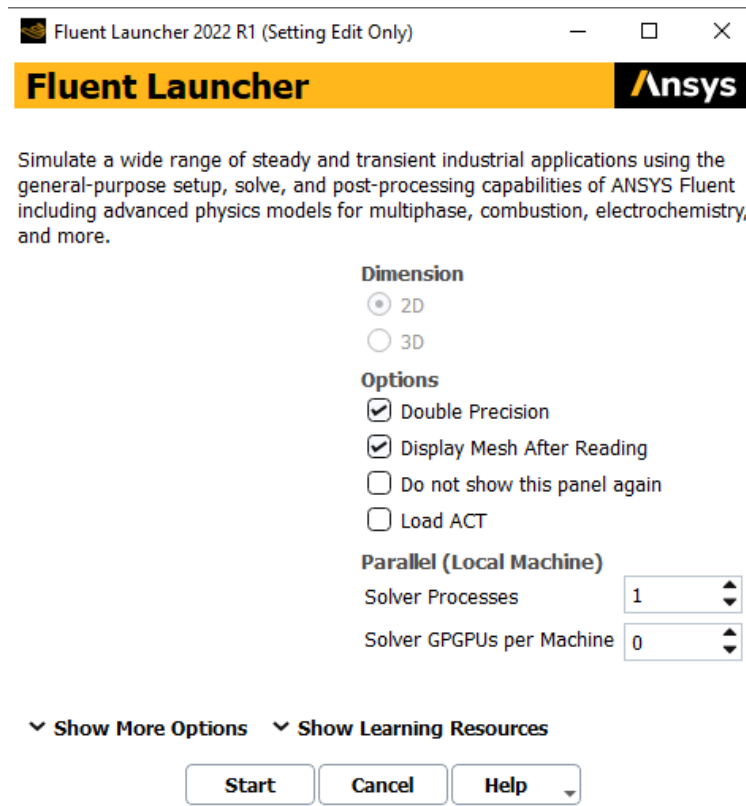 Fluent Launcher 2022 R1 (Setting Edit Only)
Fluent Launcher
Ansys
Simulate a wide range of steady and transient industrial applications using the
general-purpose setup, solve, and post-processing capabilities of ANSYS Fluent
including advanced physics models for multiphase, combustion, electrochemistry,
and more.
Dimension
2D
3D
Options
Double Precision
Display Mesh After Reading
Do not show this panel again
Load ACT
Parallel (Local Machine)
Solver Processes 1
Solver GPGPUs per Machine 0
Show More Options Show Learning Resources
Start Cancel Help